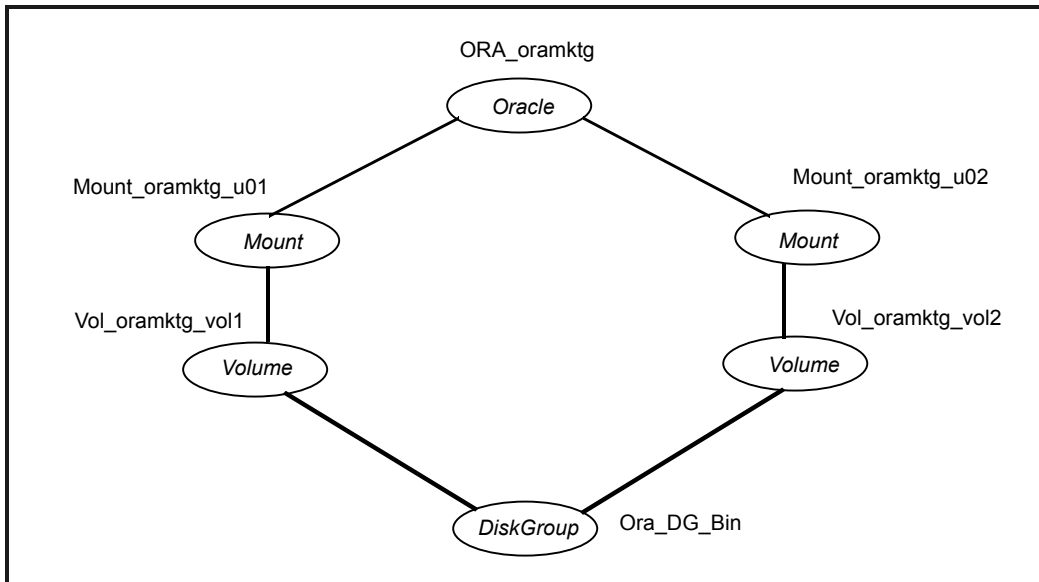 ORA_oramktg
Oracle
Mount_oramktg_u01
Mount_oramktg_u02
Mount
Mount
Vol_oramktg_vol1
Vol_oramktg_vol2
Volume
Volume
DiskGroup
Ora_DG_Bin